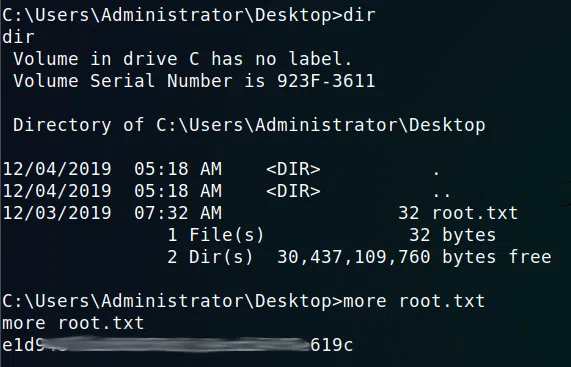 C:\Users\Administrator\Desktop>dir
dir
 Volume in drive C has no label.
 Volume Serial Number is 923F-3611

 Directory of C:\Users\Administrator\Desktop

12/04/2019  05:18 AM    <DIR>          .
12/04/2019  05:18 AM    <DIR>          ..
12/03/2019  07:32 AM                32 root.txt
               1 File(s)             32 bytes
               2 Dir(s)  30,437,109,760 bytes free

C:\Users\Administrator\Desktop>more root.txt
more root.txt
e1d9 619c